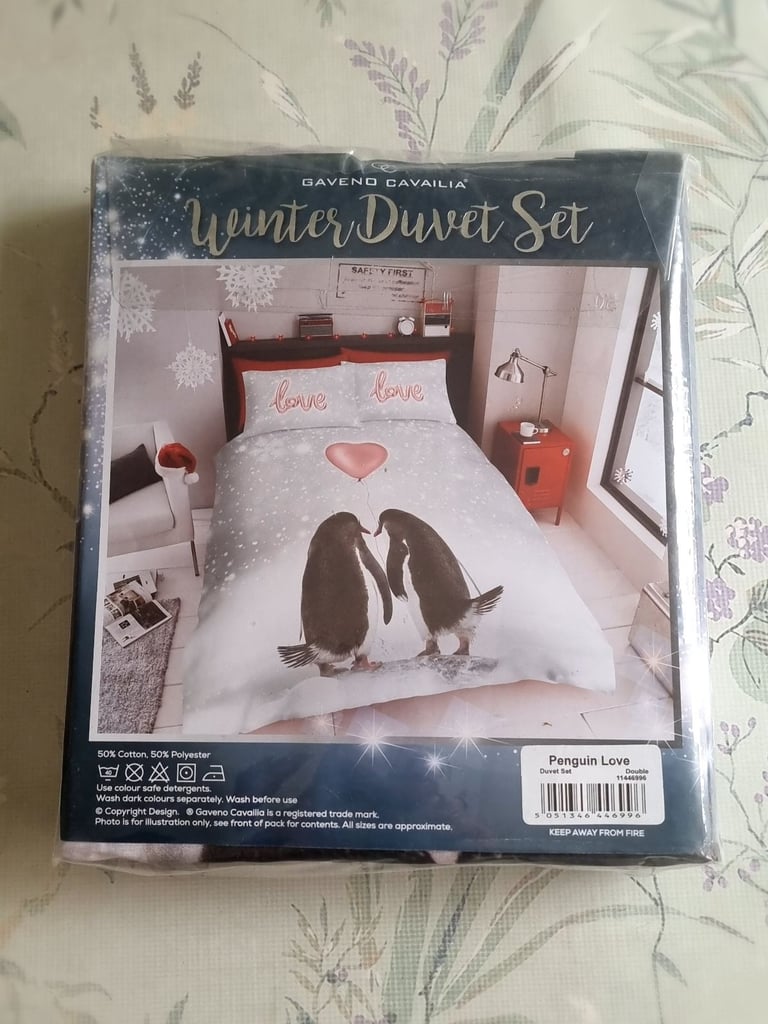 GAVENO CAVAILIA®
Winter Duvet Set
SAFETY FIRST
love
love
50% Cotton, 50% Polyester
40
Use colour safe detergents.
Wash dark colours separately. Wash before use
© Copyright Design. ® Gaveno Cavailia is a registered trade mark.
Photo is for illustration only, see front of pack for contents. All sizes are approximate.
Penguin Love
Duvet Set Double
11446996
5 051346 446996
KEEP AWAY FROM FIRE